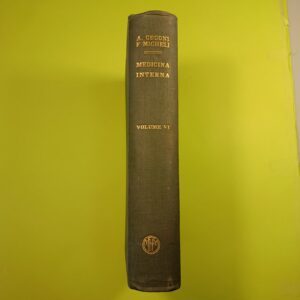 A. CECONI
F. MICHELI
MEDICINA
INTERNA
VOLUME VI